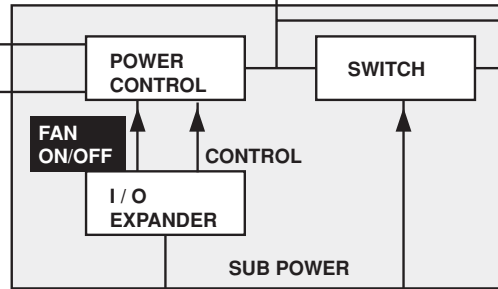 POWER
CONTROL
SWITCH
FAN
ON/OFF
CONTROL
I / O
EXPANDER
SUB POWER